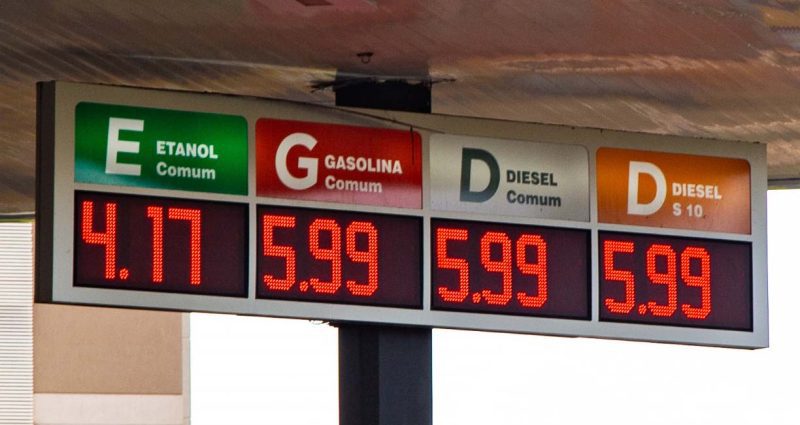 E ETANOL
Comum
G GASOLINA
Comum
D DIESEL
Comum
D DIESEL
S 10
4.17
5.99
5.99
5.99